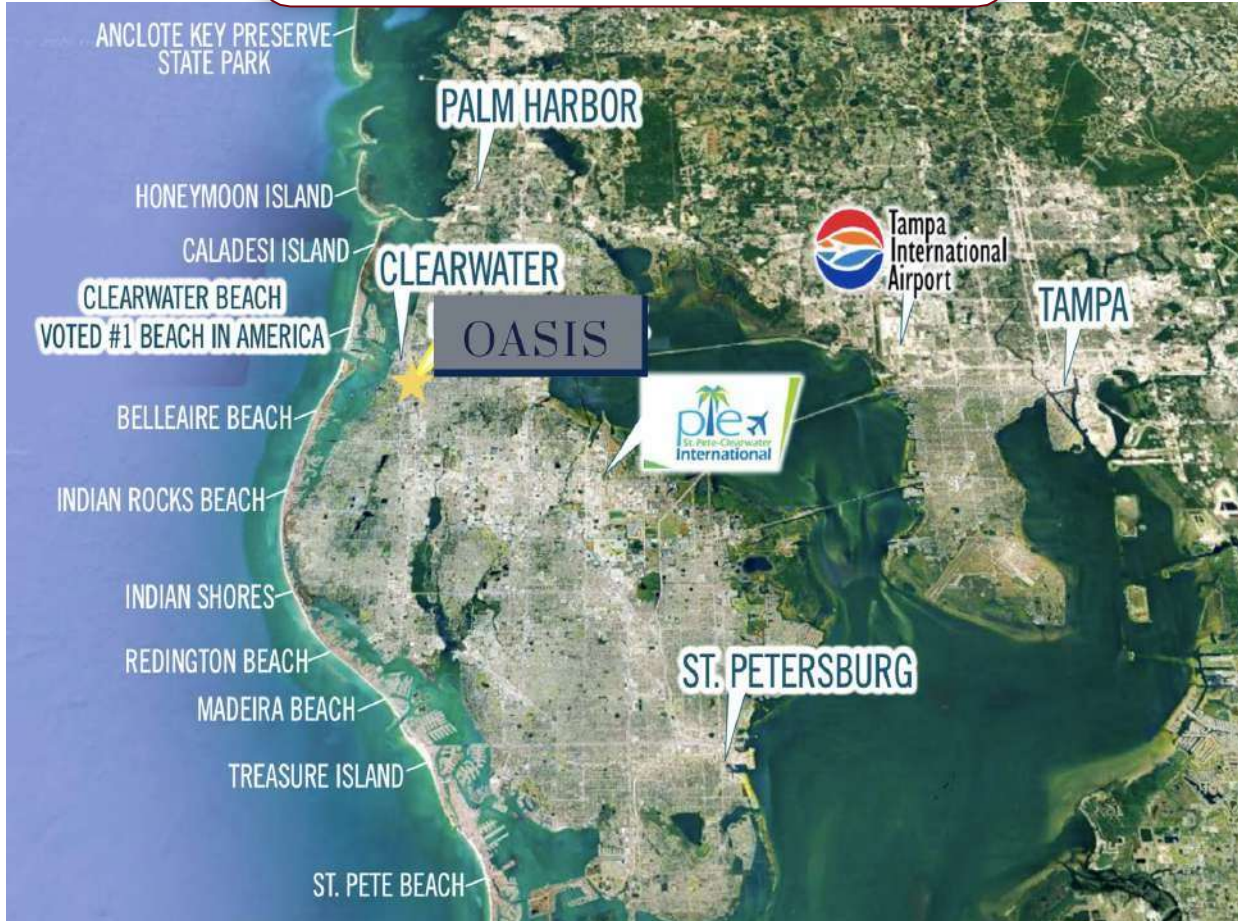 ANCLOTE KEY PRESERVE
STATE PARK
PALM HARBOR
HONEYMOON ISLAND
CALADESI ISLAND
Tampa
International
Airport
CLEARWATER
CLEARWATER BEACH
VOTED #1 BEACH IN AMERICA
OASIS
TAMPA
BELLEAIRE BEACH
pie
St. Pete-Clearwater
International
INDIAN ROCKS BEACH
INDIAN SHORES
REDINGTON BEACH
ST. PETERSBURG
MADEIRA BEACH
TREASURE ISLAND
ST. PETE BEACH